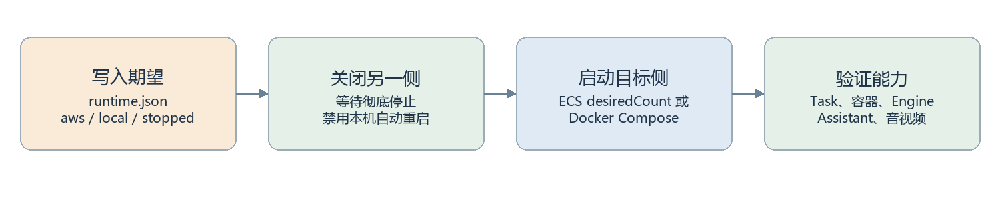 写入期望
runtime.json
aws / local / stopped
关闭另一侧
等待彻底停止
禁用本机自动重启
启动目标侧
ECS desiredCount 或
Docker Compose
验证能力
Task、容器、Engine
Assistant、音视频